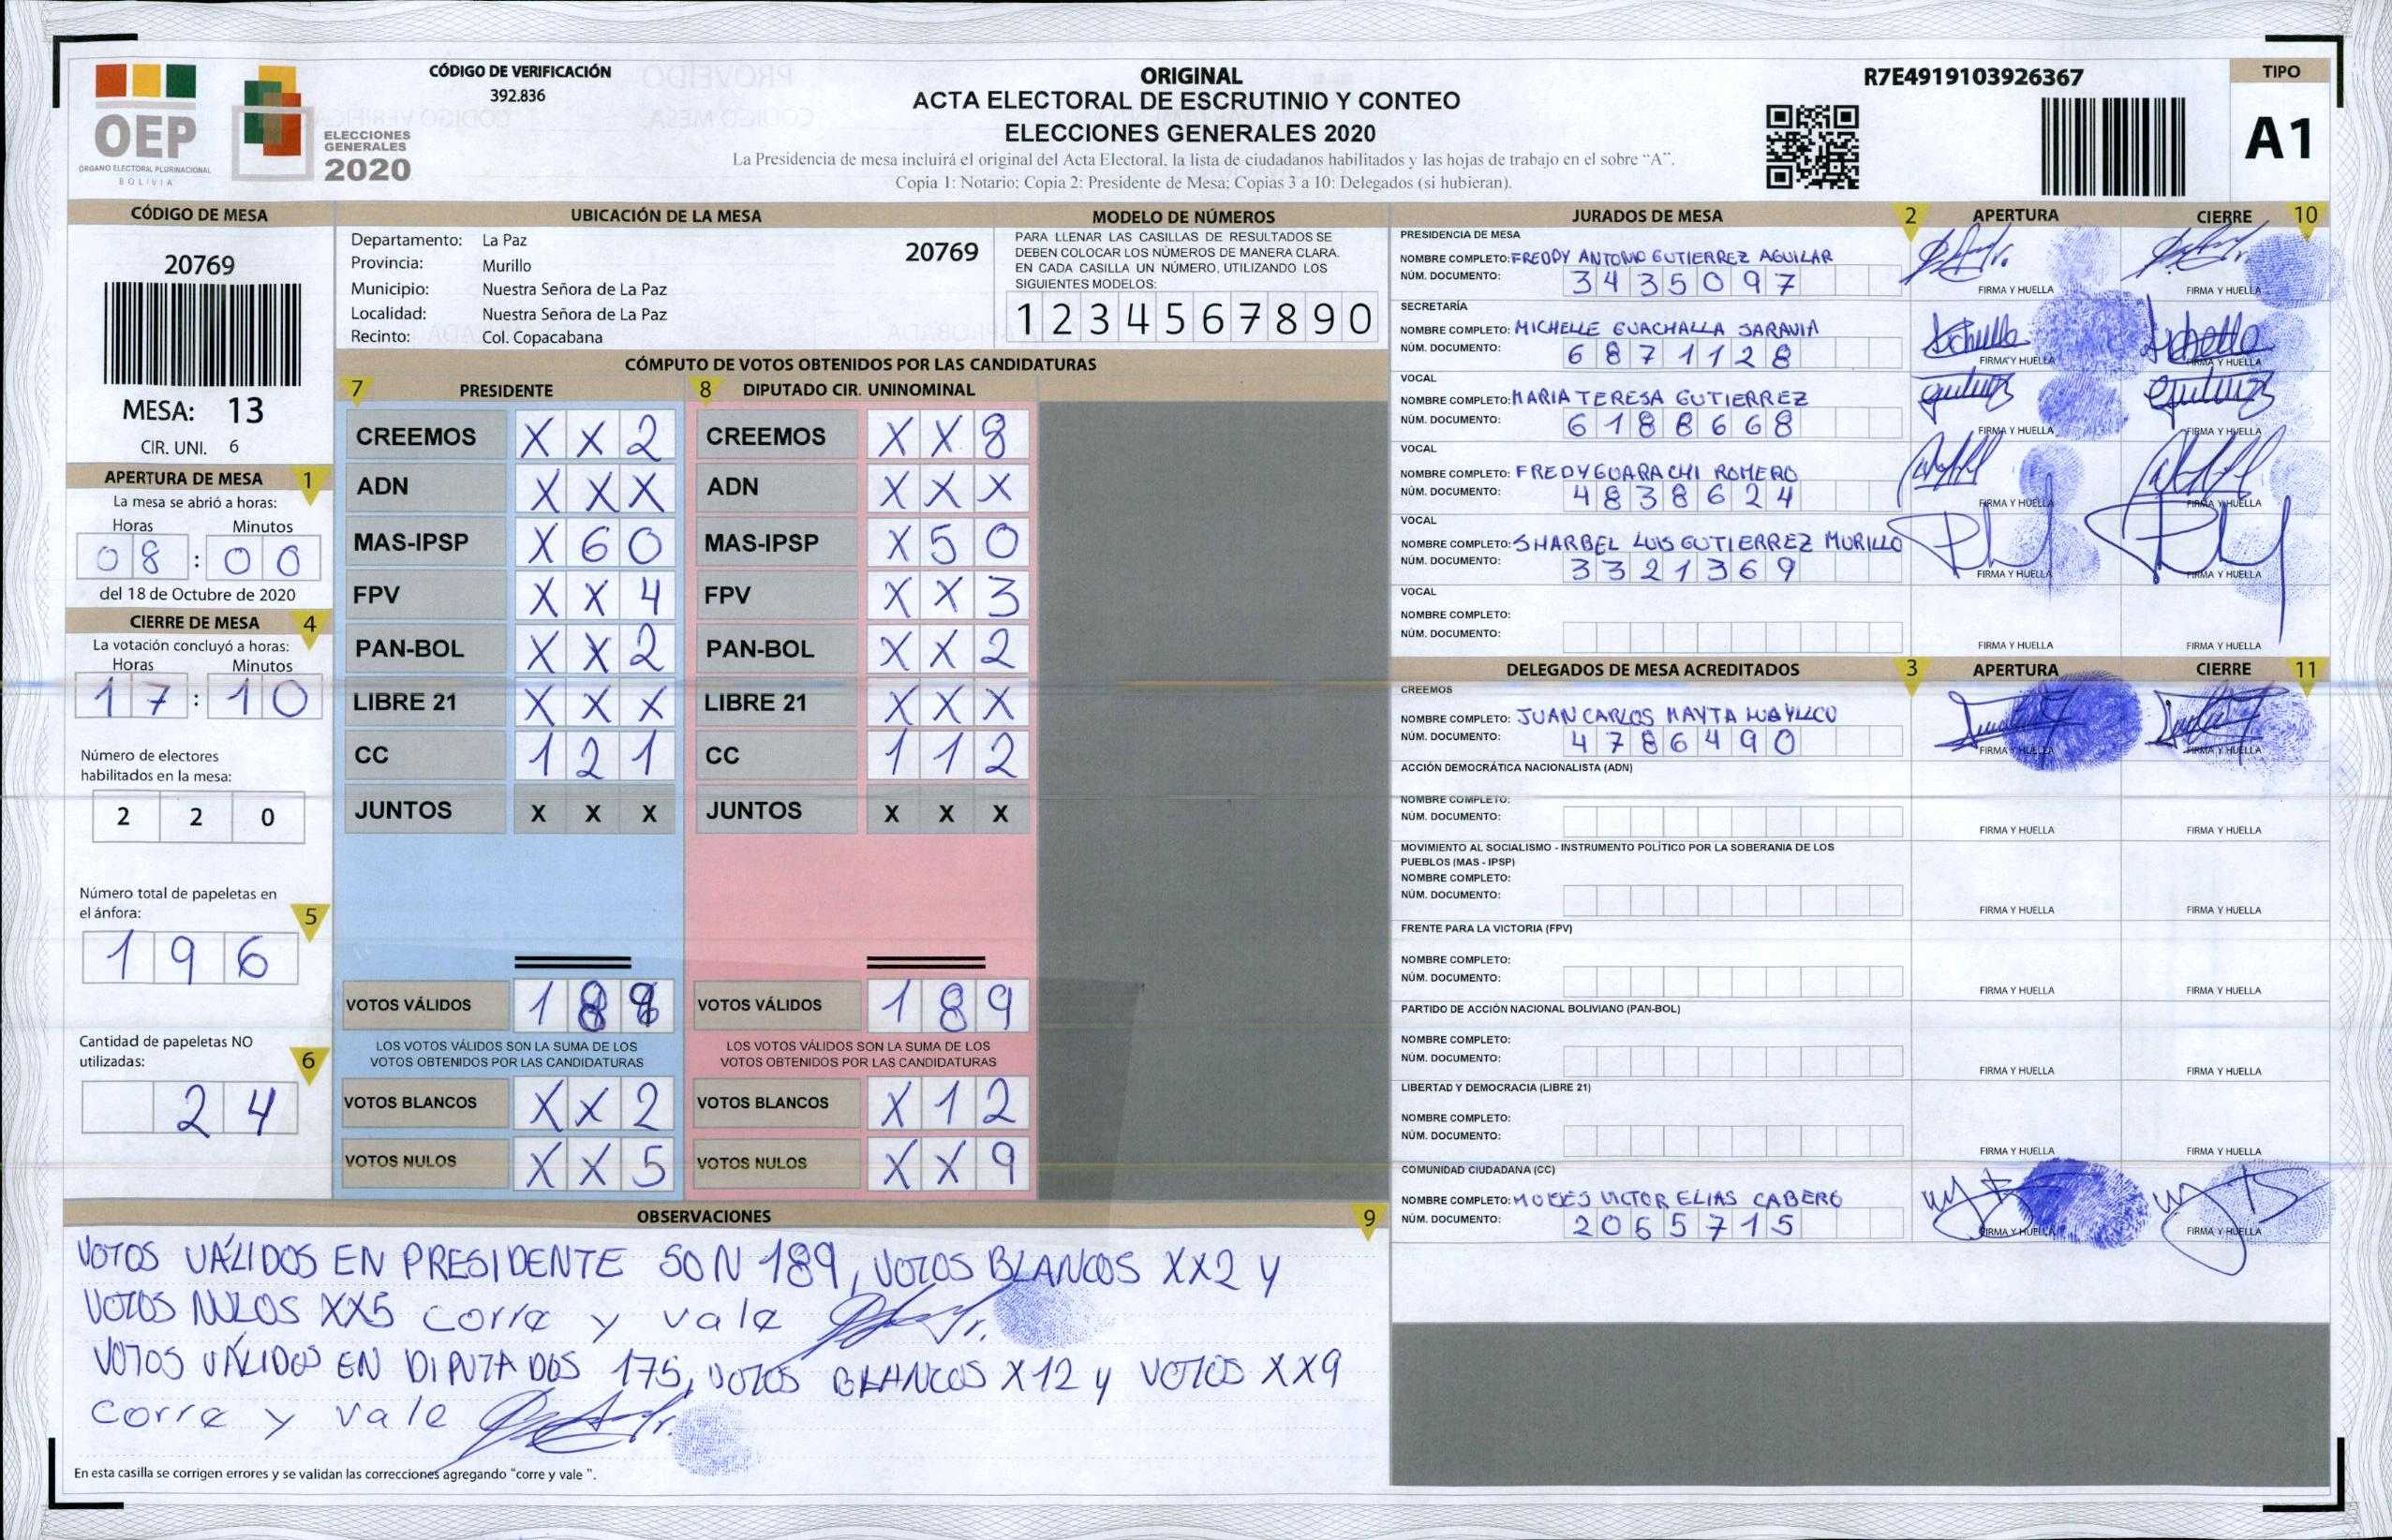 OEP
ÓRGANO ELECTORAL PLURINACIONAL
BOLIVIA
ELECCIONES
GENERALES
2020
CÓDIGO DE VERIFICACIÓN
392.836
ORIGINAL
ACTA ELECTORAL DE ESCRUTINIO Y CONTEO
ELECCIONES GENERALES 2020
La Presidencia de mesa incluirá el original del Acta Electoral, la lista de ciudadanos habilitados y las hojas de trabajo en el sobre "A".
Copia 1: Notario; Copia 2: Presidente de Mesa; Copias 3 a 10: Delegados (si hubieran).
R7E4919103926367
TIPO
A1
CÓDIGO DE MESA
20769
MESA: 13
CIR. UNI. 6
APERTURA DE MESA 1
La mesa se abrió a horas:
Horas Minutos
08 : 00
del 18 de Octubre de 2020
CIERRE DE MESA 4
La votación concluyó a horas:
Horas Minutos
17 : 10
Número de electores
habilitados en la mesa:
2 2 0
Número total de papeletas en
el ánfora: 5
1 9 6
Cantidad de papeletas NO
utilizadas: 6
2 4
UBICACIÓN DE LA MESA
Departamento: La Paz 20769
Provincia: Murillo
Municipio: Nuestra Señora de La Paz
Localidad: Nuestra Señora de La Paz
Recinto: Col. Copacabana
MODELO DE NÚMEROS
PARA LLENAR LAS CASILLAS DE RESULTADOS SE
DEBEN COLOCAR LOS NÚMEROS DE MANERA CLARA.
EN CADA CASILLA UN NÚMERO, UTILIZANDO LOS
SIGUIENTES MODELOS:
1 2 3 4 5 6 7 8 9 0
CÓMPUTO DE VOTOS OBTENIDOS POR LAS CANDIDATURAS
7 PRESIDENTE 8 DIPUTADO CIR. UNINOMINAL
CREEMOS X X 2 CREEMOS X X 8
ADN X X X ADN X X X
MAS-IPSP X 6 0 MAS-IPSP X 5 0
FPV X X 4 FPV X X 3
PAN-BOL X X 2 PAN-BOL X X 2
LIBRE 21 X X X LIBRE 21 X X X
CC 1 2 1 CC 1 1 2
JUNTOS X X X JUNTOS X X X
VOTOS VÁLIDOS 1 8 9 VOTOS VÁLIDOS 1 8 9
LOS VOTOS VÁLIDOS SON LA SUMA DE LOS LOS VOTOS VÁLIDOS SON LA SUMA DE LOS
VOTOS OBTENIDOS POR LAS CANDIDATURAS VOTOS OBTENIDOS POR LAS CANDIDATURAS
VOTOS BLANCOS X X 2 VOTOS BLANCOS X 1 2
VOTOS NULOS X X 5 VOTOS NULOS X X 9
OBSERVACIONES 9
VOTOS VÁLIDOS EN PRESIDENTE SON 189, VOTOS BLANCOS XX2 Y
VOTOS NULOS XX5 corre y vale
VOTOS VÁLIDOS EN DIPUTADOS 175, VOTOS BLANCOS X12 y VOTOS XX9
corre y vale
En esta casilla se corrigen errores y se validan las correcciones agregando "corre y vale ".
JURADOS DE MESA 2 APERTURA CIERRE 10
PRESIDENCIA DE MESA
NOMBRE COMPLETO: FREDDY ANTONIO GUTIERREZ AGUILAR
NÚM. DOCUMENTO: 3435097
FIRMA Y HUELLA FIRMA Y HUELLA
SECRETARÍA
NOMBRE COMPLETO: MICHELLE GUACHALLA SARAVIA
NÚM. DOCUMENTO: 6871128
FIRMA Y HUELLA FIRMA Y HUELLA
VOCAL
NOMBRE COMPLETO: MARIA TERESA GUTIERREZ
NÚM. DOCUMENTO: 6188668
FIRMA Y HUELLA FIRMA Y HUELLA
VOCAL
NOMBRE COMPLETO: FREDY GUARACHI ROMERO
NÚM. DOCUMENTO: 4838624
FIRMA Y HUELLA FIRMA Y HUELLA
VOCAL
NOMBRE COMPLETO: SHARBEL LUIS GUTIERREZ MURILLO
NÚM. DOCUMENTO: 3321369
FIRMA Y HUELLA FIRMA Y HUELLA
VOCAL
NOMBRE COMPLETO:
NÚM. DOCUMENTO:
FIRMA Y HUELLA FIRMA Y HUELLA
DELEGADOS DE MESA ACREDITADOS 3 APERTURA CIERRE 11
CREEMOS
NOMBRE COMPLETO: JUAN CARLOS MAYTA
NÚM. DOCUMENTO: 4786490
FIRMA Y HUELLA FIRMA Y HUELLA
ACCIÓN DEMOCRÁTICA NACIONALISTA (ADN)
NOMBRE COMPLETO:
NÚM. DOCUMENTO:
FIRMA Y HUELLA FIRMA Y HUELLA
MOVIMIENTO AL SOCIALISMO - INSTRUMENTO POLÍTICO POR LA SOBERANIA DE LOS
PUEBLOS (MAS - IPSP)
NOMBRE COMPLETO:
NÚM. DOCUMENTO:
FIRMA Y HUELLA FIRMA Y HUELLA
FRENTE PARA LA VICTORIA (FPV)
NOMBRE COMPLETO:
NÚM. DOCUMENTO:
FIRMA Y HUELLA FIRMA Y HUELLA
PARTIDO DE ACCIÓN NACIONAL BOLIVIANO (PAN-BOL)
NOMBRE COMPLETO:
NÚM. DOCUMENTO:
FIRMA Y HUELLA FIRMA Y HUELLA
LIBERTAD Y DEMOCRACIA (LIBRE 21)
NOMBRE COMPLETO:
NÚM. DOCUMENTO:
FIRMA Y HUELLA FIRMA Y HUELLA
COMUNIDAD CIUDADANA (CC)
NOMBRE COMPLETO: VICTOR ELIAS CABERO
NÚM. DOCUMENTO: 2065715
FIRMA Y HUELLA FIRMA Y HUELLA